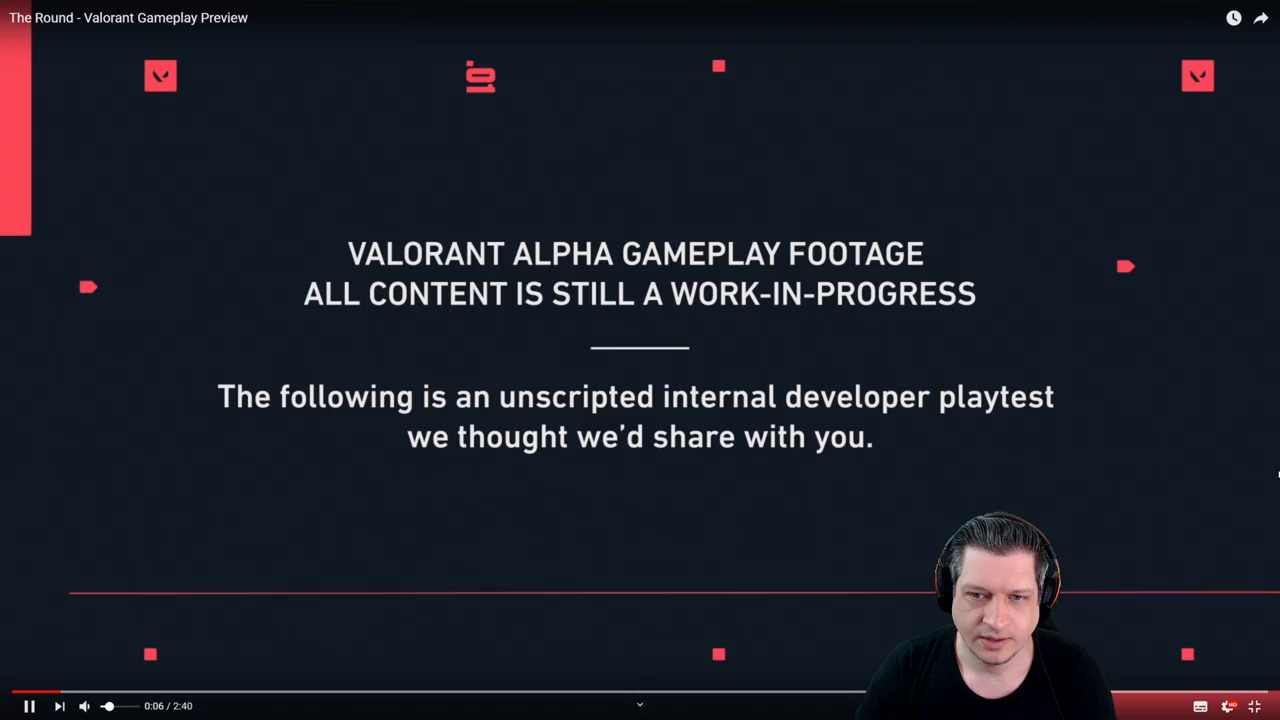 The Round - Valorant Gameplay Preview
VALORANT ALPHA GAMEPLAY FOOTAGE
ALL CONTENT IS STILL A WORK-IN-PROGRESS
The following is an unscripted internal developer playtest
we thought we'd share with you.
0:06 / 2:40
HD